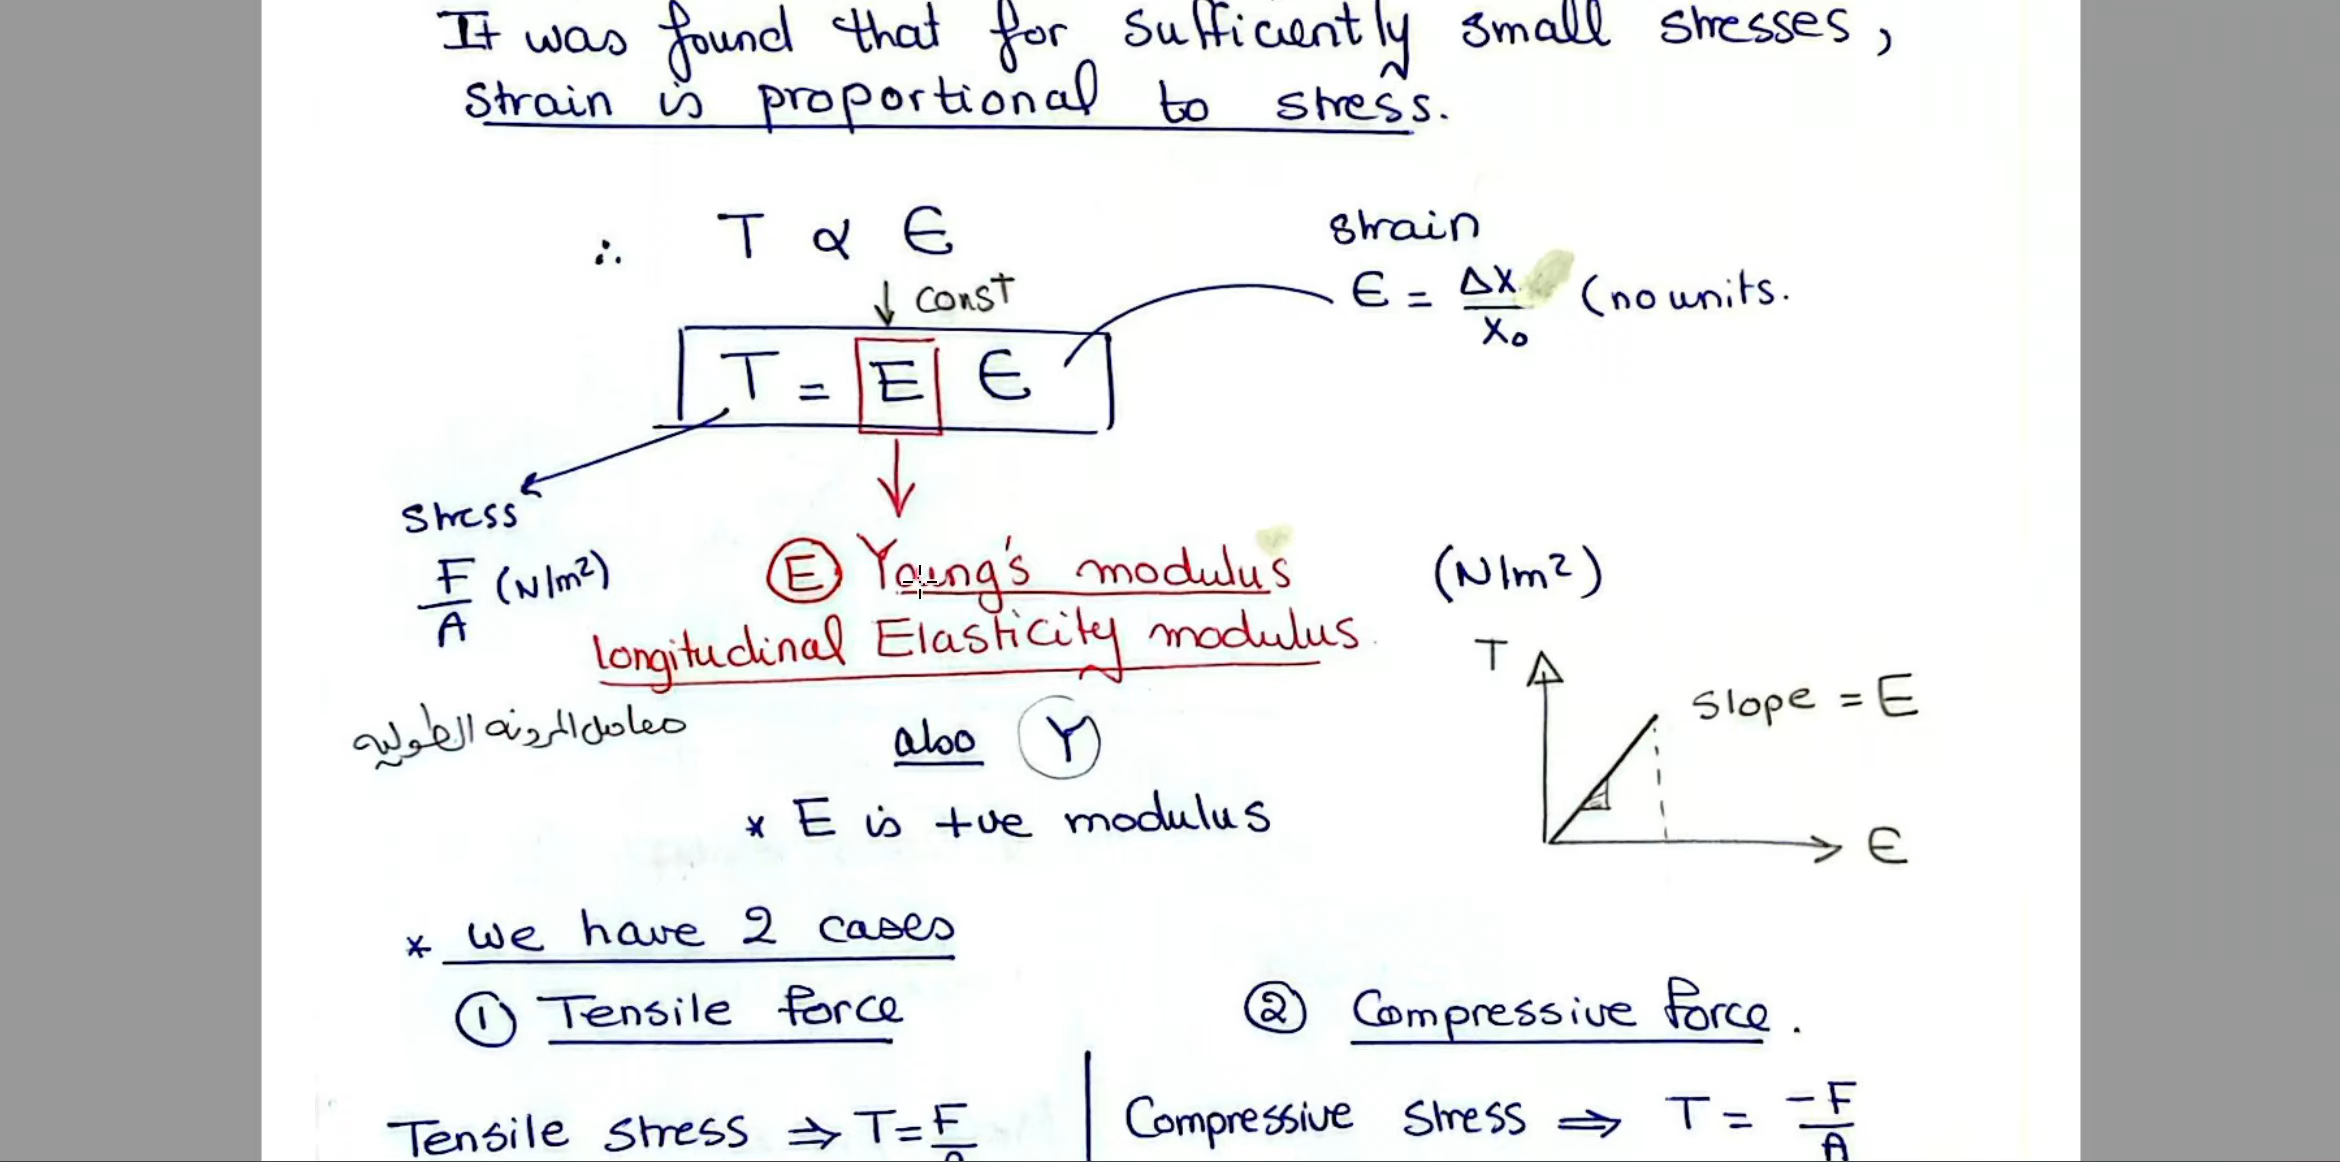 It was found that for sufficiently small stresses,
strain is proportional to stress.
∴ T α ϵ
↓ const
strain
ϵ = Δx/x₀ (no units.
T = E ϵ
stress
F/A (N/m²)
Ⓔ Young's modulus (N/m²)
longitudinal Elasticity modulus.
معامل المرونه الطوليه
also Ⓨ
* E is +ve modulus
T
slope = E
ϵ
* we have 2 cases
① Tensile force
② Compressive force.
Tensile stress ⇒ T = F/A
Compressive stress ⇒ T = -F/A